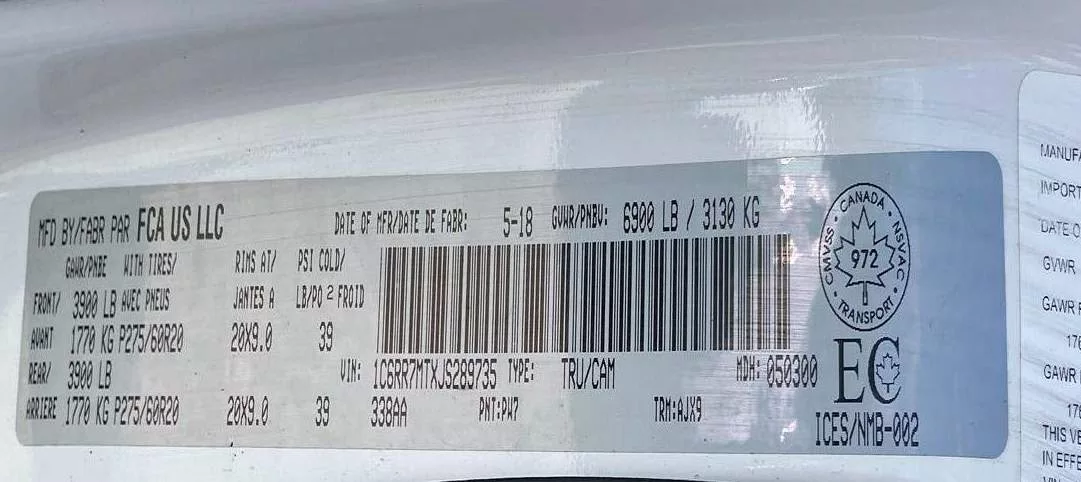 MFD BY/FABR PAR FCA US LLC
DATE OF MFR/DATE DE FABR: 5-18 GVWR/PNBV: 6900 LB / 3130 KG
GAWR/PNBE WITH TIRES/ RIMS AT/ PSI COLD/
FRONT/ 3900 LB AVEC PNEUS JANTES A LB/PO 2 FROID
AVANT 1770 KG P275/60R20 20X9.0 39
REAR/ 3900 LB
ARRIERE 1770 KG P275/60R20 20X9.0 39
VIN: 1C6RR7MTXJS289735 TYPE: TRU/CAM MDH: 050300
338AA PNT:PW7 TRM:AJX9
CANADA
CMVSS 972 NSVAC
TRANSPORT
EC
ICES/NMB-002
MANUFA
IMPORT
DATE O
GVWR
GAWR
176
GAWR
THIS VE
IN EFFE